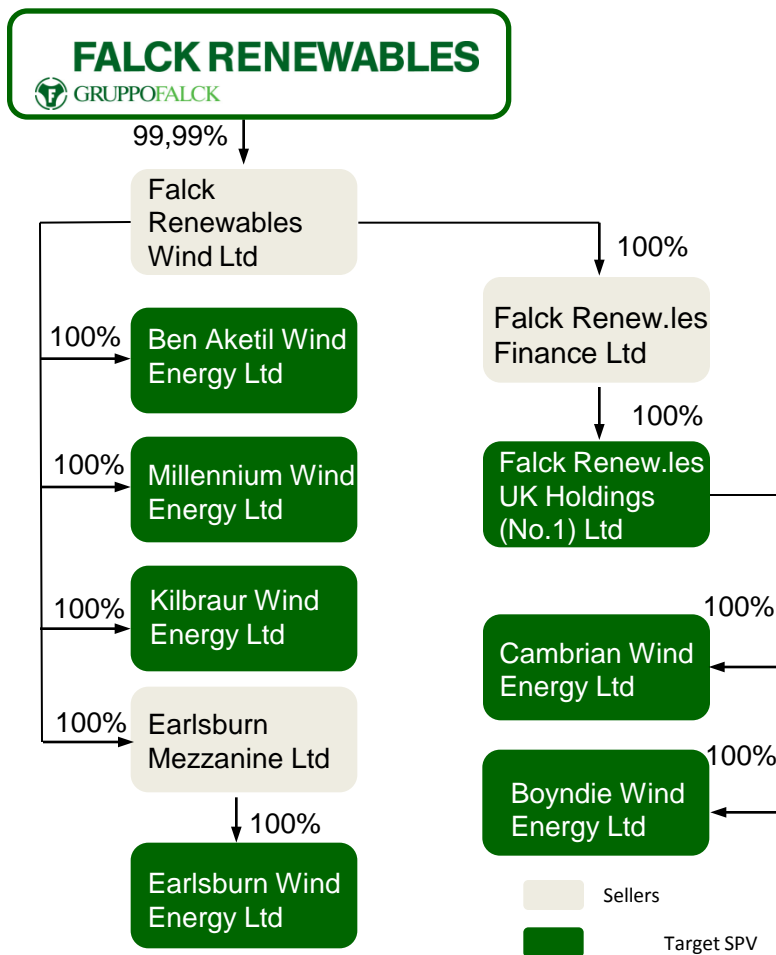 FALCK RENEWABLES
GRUPPOFALCK
99,99%
Falck
Renewables
Wind Ltd
100%
Falck Renew.les
Finance Ltd
100%
Ben Aketil Wind
Energy Ltd
100%
Falck Renew.les
UK Holdings
(No.1) Ltd
100%
Millennium Wind
Energy Ltd
100%
Kilbraur Wind
Energy Ltd
100%
Cambrian Wind
Energy Ltd
100%
Earlsburn
Mezzanine Ltd
100%
Boyndie Wind
Energy Ltd
100%
Earlsburn Wind
Energy Ltd
Sellers
Target SPV